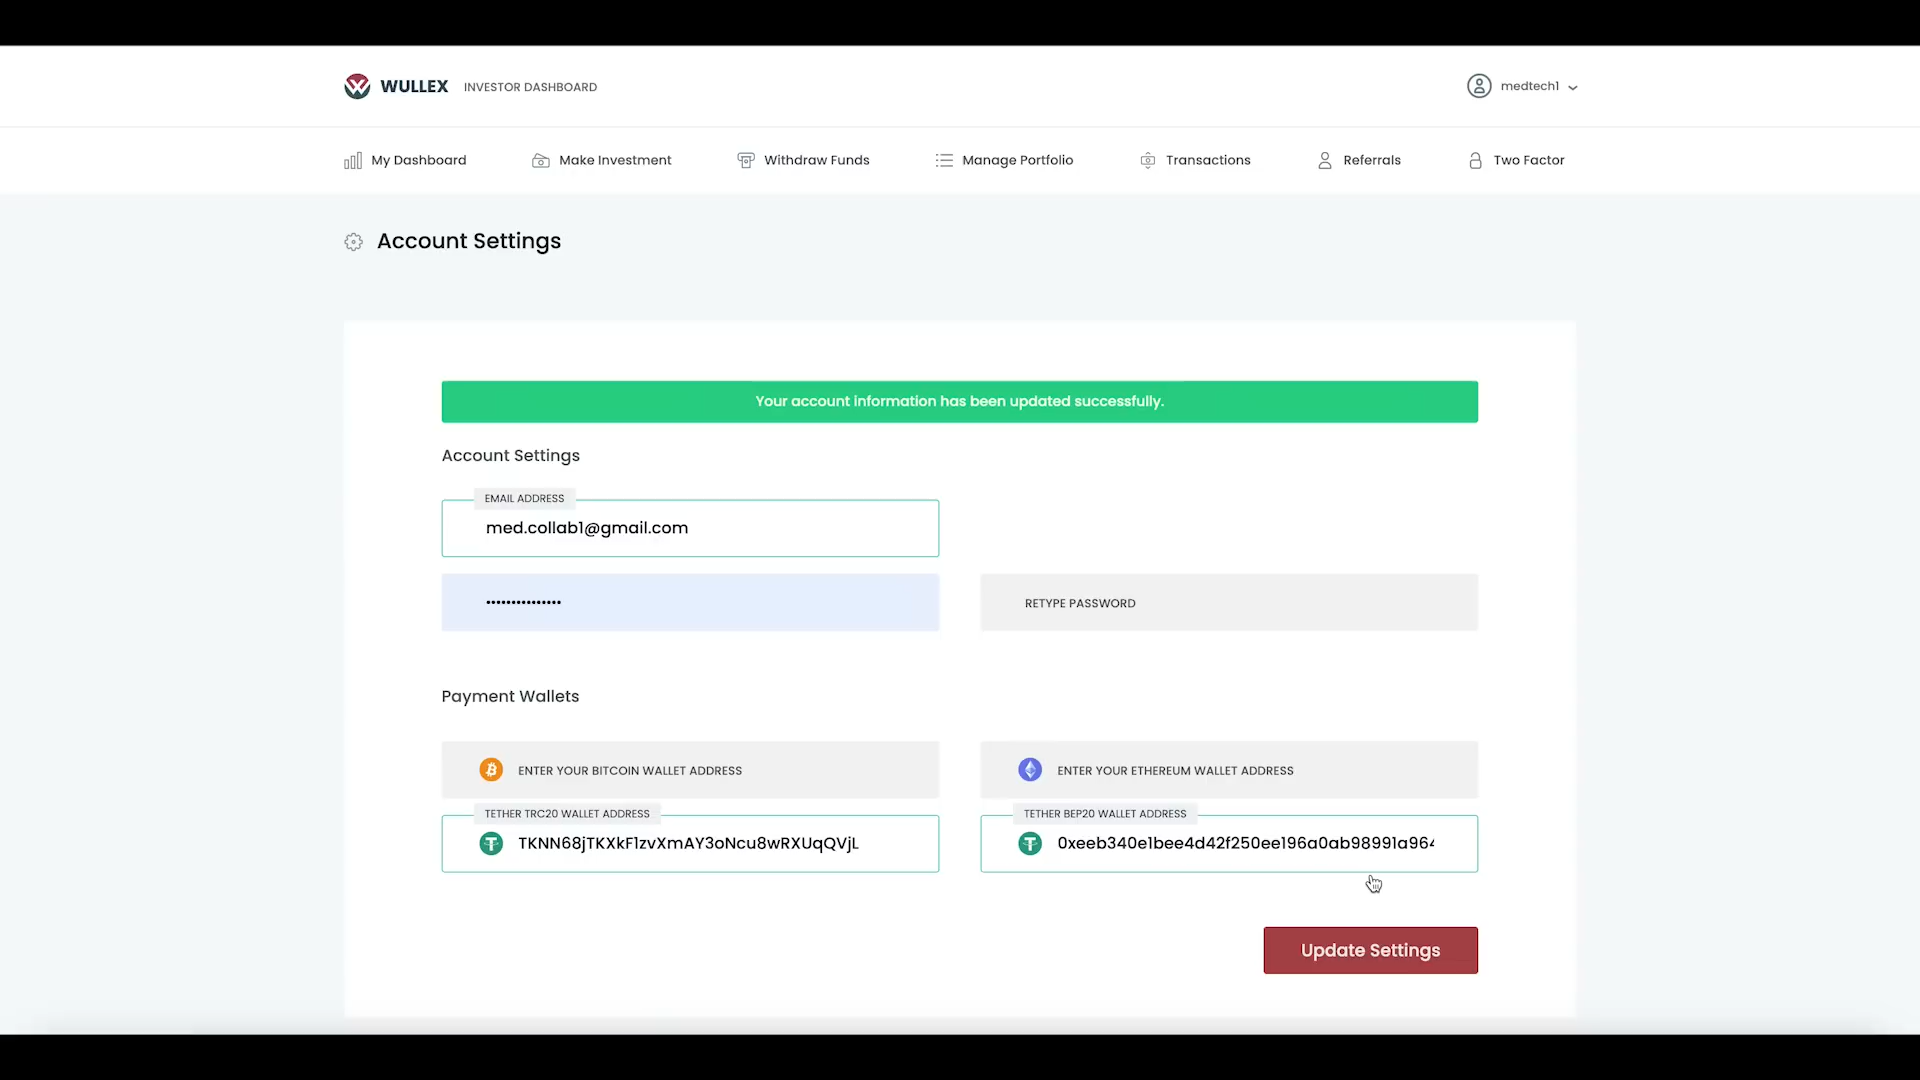 WULLEX INVESTOR DASHBOARD
medtech1
My Dashboard Make Investment Withdraw Funds Manage Portfolio Transactions Referrals Two Factor
Account Settings
Your account information has been updated successfully.
Account Settings
EMAIL ADDRESS
med.collab1@gmail.com
•••••••••••••••
RETYPE PASSWORD
Payment Wallets
ENTER YOUR BITCOIN WALLET ADDRESS
ENTER YOUR ETHEREUM WALLET ADDRESS
TETHER TRC20 WALLET ADDRESS
TKNN68jTKXkF1zvXmAY3oNcu8wRXUqQVjL
TETHER BEP20 WALLET ADDRESS
0xeeb340e1bee4d42f250ee196a0ab98991a964
Update Settings